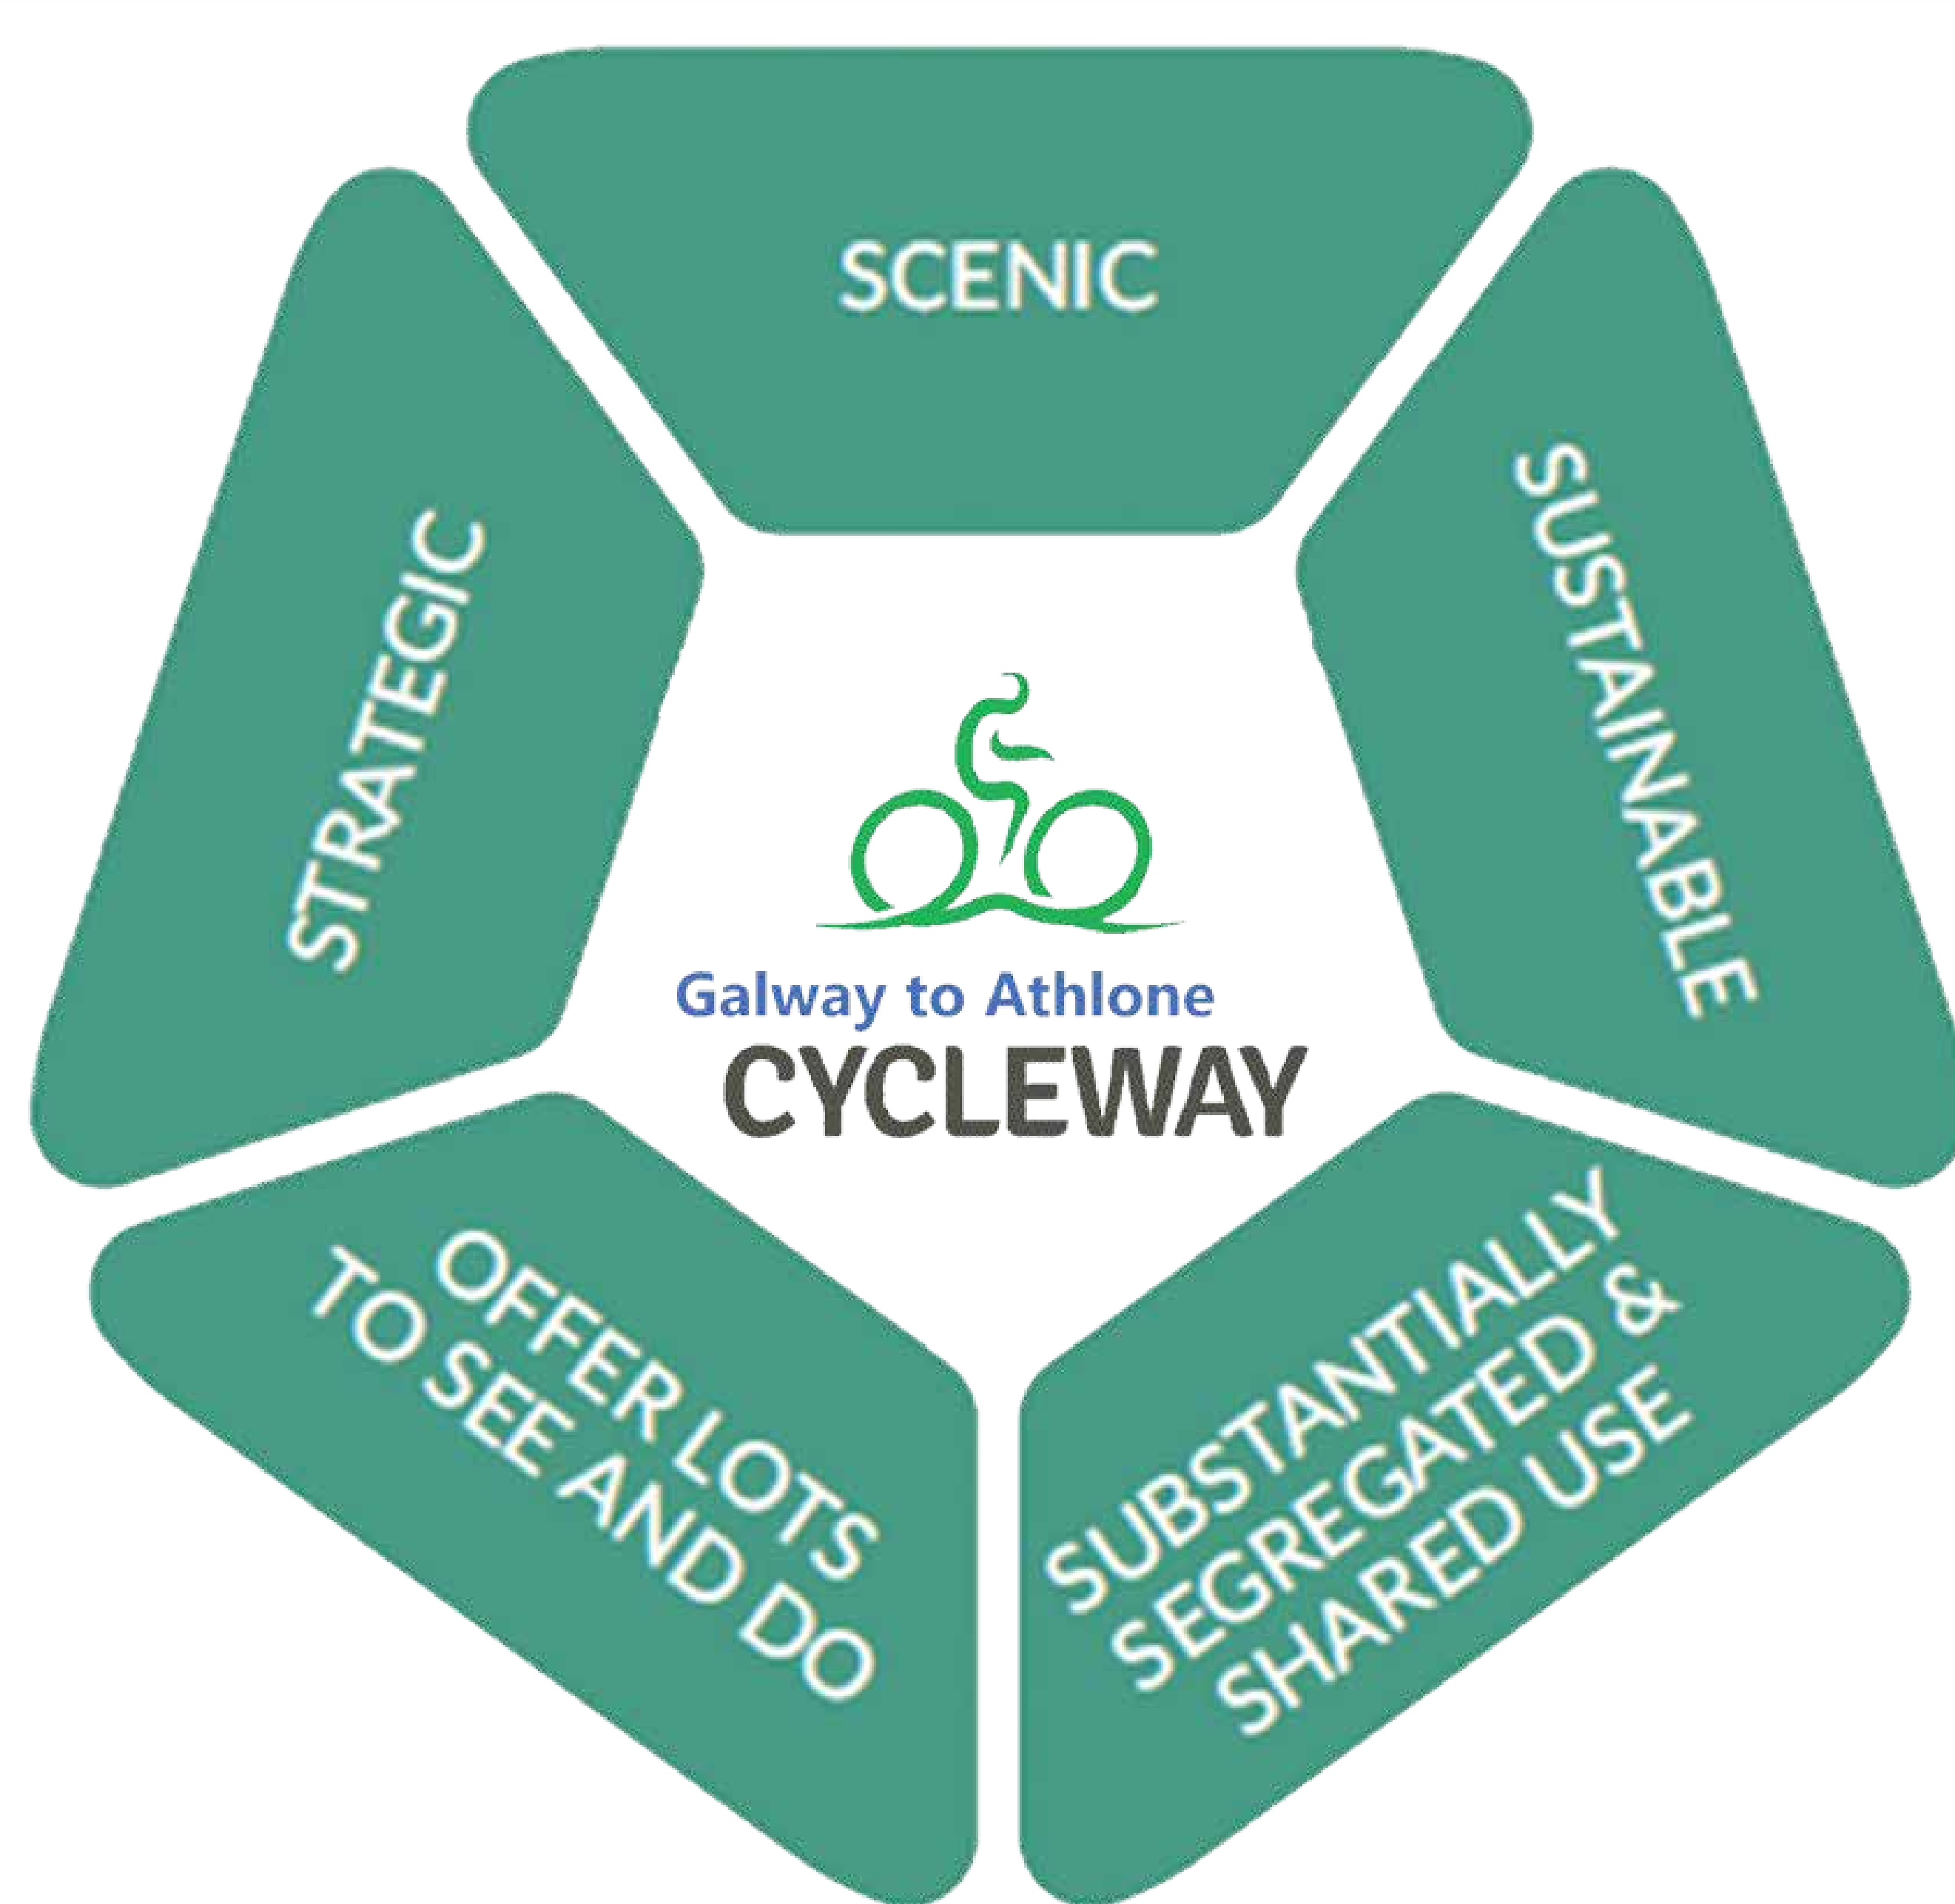 SCENIC
SUSTAINABLE
SUBSTANTIALLY
SEGREGATED &
SHARED USE
OFFER LOTS
TO SEE AND DO
STRATEGIC
Galway to Athlone
CYCLEWAY